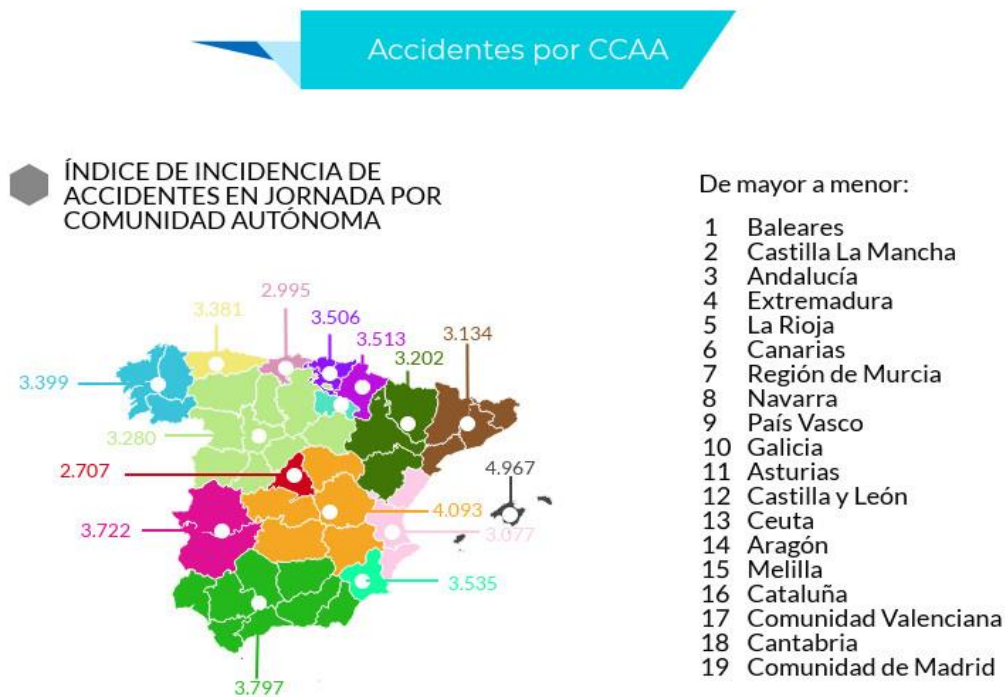 Accidentes por CCAA
ÍNDICE DE INCIDENCIA DE
ACCIDENTES EN JORNADA POR
COMUNIDAD AUTÓNOMA
3.381
2.995
3.506
3.513
3.202
3.134
3.399
3.280
2.707
4.967
4.093
3.077
3.722
3.535
3.797
De mayor a menor:
1 Baleares
2 Castilla La Mancha
3 Andalucía
4 Extremadura
5 La Rioja
6 Canarias
7 Región de Murcia
8 Navarra
9 País Vasco
10 Galicia
11 Asturias
12 Castilla y León
13 Ceuta
14 Aragón
15 Melilla
16 Cataluña
17 Comunidad Valenciana
18 Cantabria
19 Comunidad de Madrid